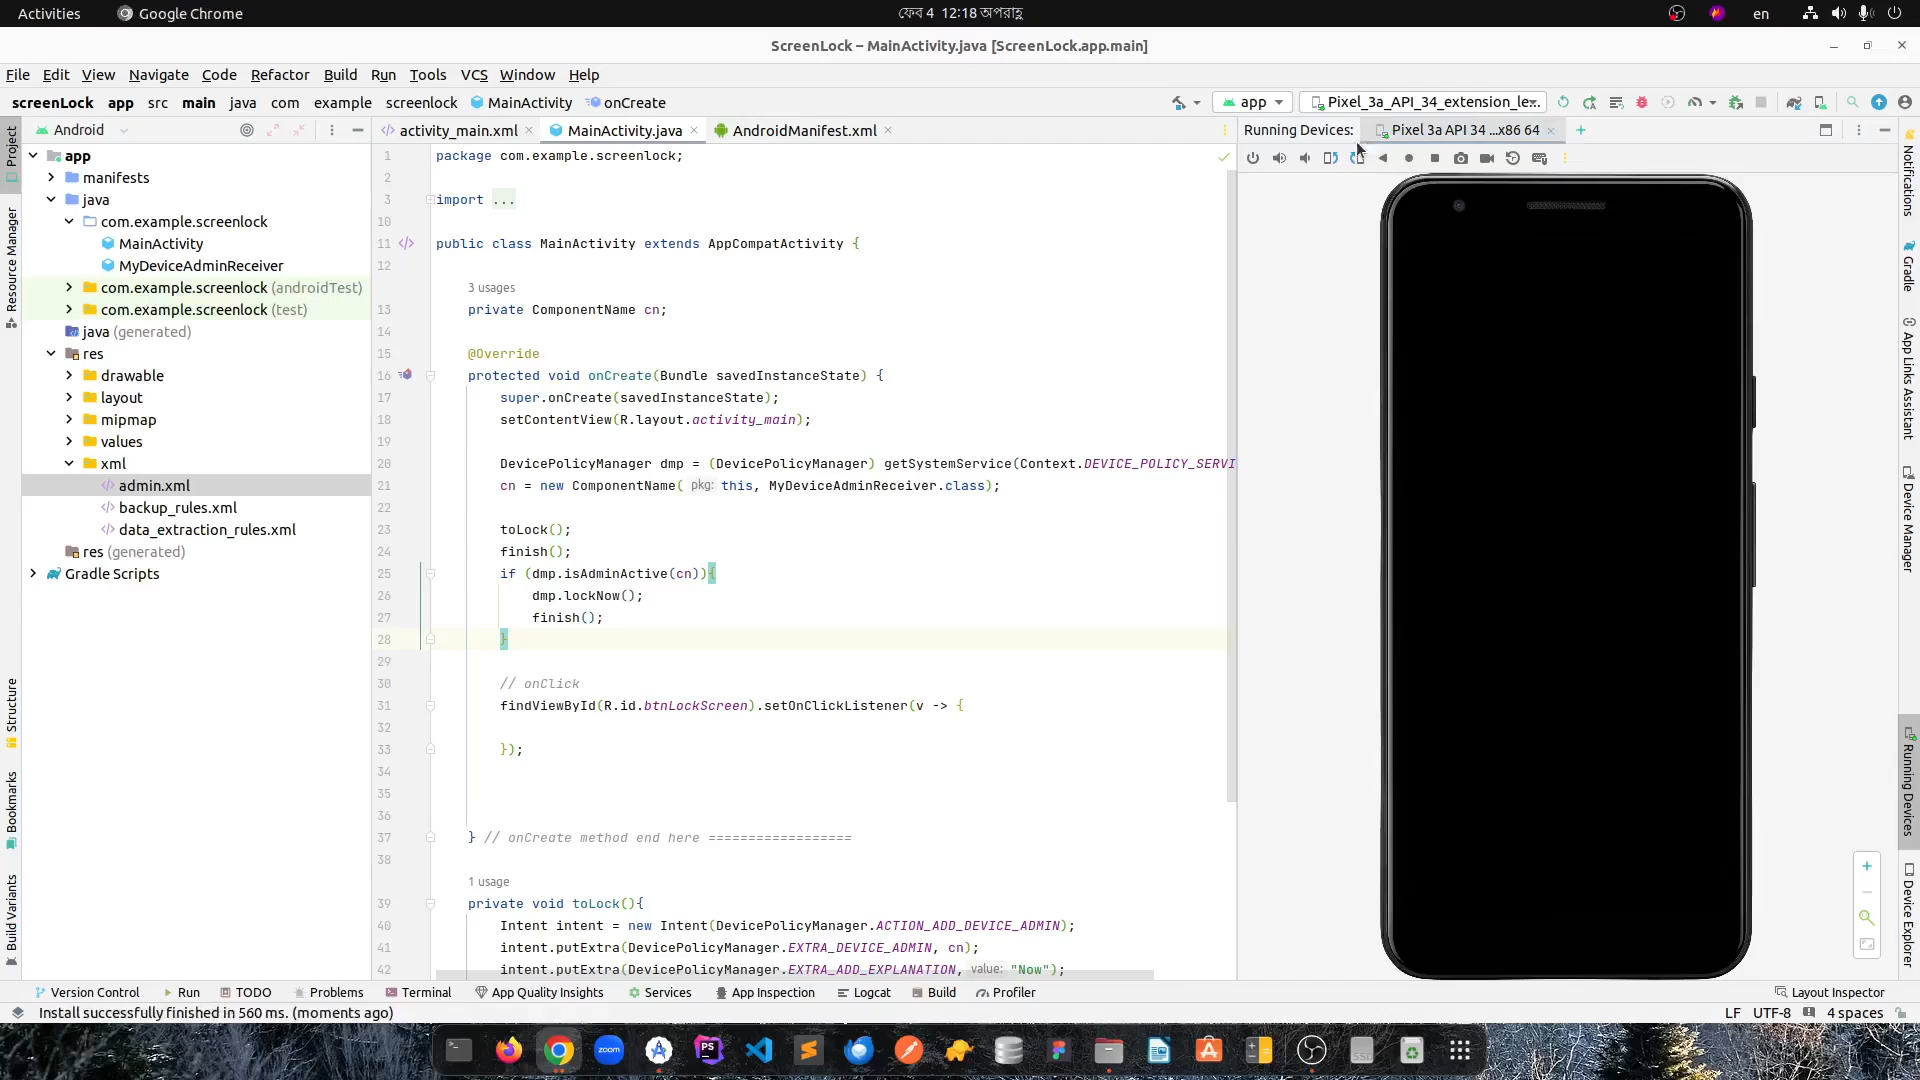 Activities Google Chrome ফেব 4 12:18 অপরাহ্ণ en
ScreenLock – MainActivity.java [ScreenLock.app.main]
File Edit View Navigate Code Refactor Build Run Tools VCS Window Help
screenLock app src main java com example screenlock MainActivity onCreate app Pixel_3a_API_34_extension_le...
Android activity_main.xml MainActivity.java AndroidManifest.xml Running Devices: Pixel 3a API 34 ...x86 64
Project
Resource Manager
Structure
Bookmarks
Build Variants
app
manifests
java
com.example.screenlock
MainActivity
MyDeviceAdminReceiver
com.example.screenlock (androidTest)
com.example.screenlock (test)
java (generated)
res
drawable
layout
mipmap
values
xml
admin.xml
backup_rules.xml
data_extraction_rules.xml
res (generated)
Gradle Scripts
1 package com.example.screenlock;
2
3 import ...
10
11 public class MainActivity extends AppCompatActivity {
12
3 usages
13 private ComponentName cn;
14
15 @Override
16 protected void onCreate(Bundle savedInstanceState) {
17 super.onCreate(savedInstanceState);
18 setContentView(R.layout.activity_main);
19
20 DevicePolicyManager dmp = (DevicePolicyManager) getSystemService(Context.DEVICE_POLICY_SERVI
21 cn = new ComponentName( pkg: this, MyDeviceAdminReceiver.class);
22
23 toLock();
24 finish();
25 if (dmp.isAdminActive(cn)){
26 dmp.lockNow();
27 finish();
28 }
29
30 // onClick
31 findViewById(R.id.btnLockScreen).setOnClickListener(v -> {
32
33 });
34
35
36
37 } // onCreate method end here ==================
38
1 usage
39 private void toLock(){
40 Intent intent = new Intent(DevicePolicyManager.ACTION_ADD_DEVICE_ADMIN);
41 intent.putExtra(DevicePolicyManager.EXTRA_DEVICE_ADMIN, cn);
42 intent.putExtra(DevicePolicyManager.EXTRA_ADD_EXPLANATION, value: "Now");
Notifications
Gradle
App Links Assistant
Device Manager
Running Devices
Device Explorer
Version Control Run TODO Problems Terminal App Quality Insights Services App Inspection Logcat Build Profiler Layout Inspector
Install successfully finished in 560 ms. (moments ago) LF UTF-8 4 spaces
zoom
PS
SSD